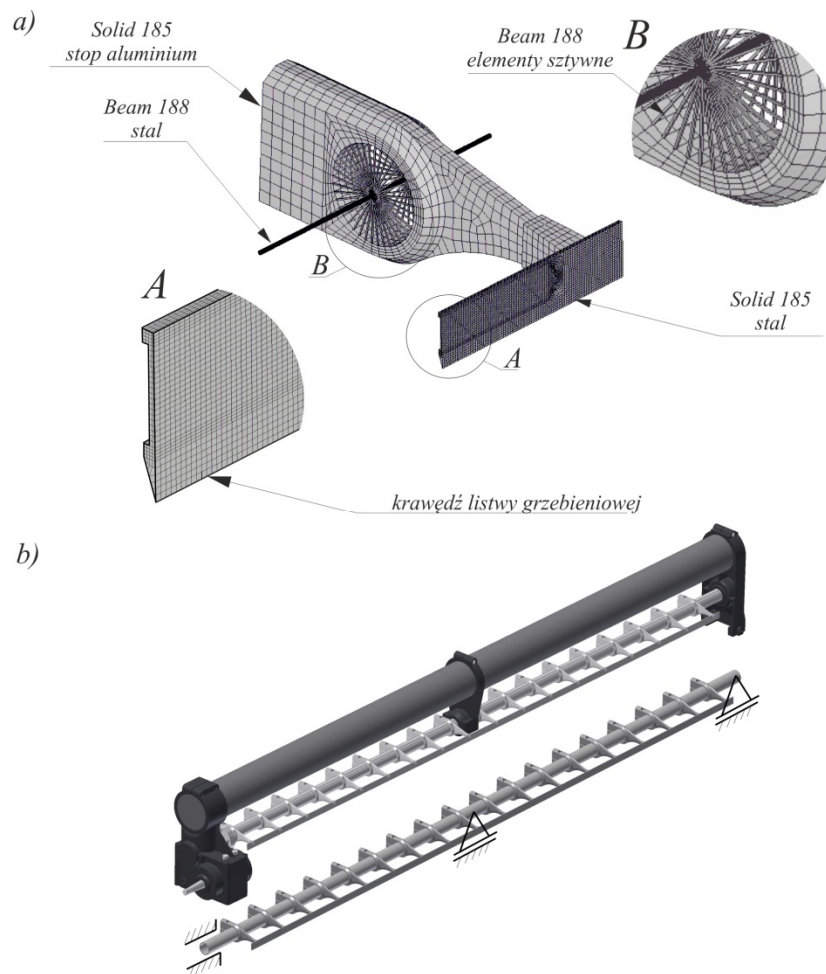 a)
Solid 185
stop aluminium
Beam 188
stal
Beam 188
elementy sztywne
B
B
A
Solid 185
stal
A
krawędź listwy grzebieniowej
b)